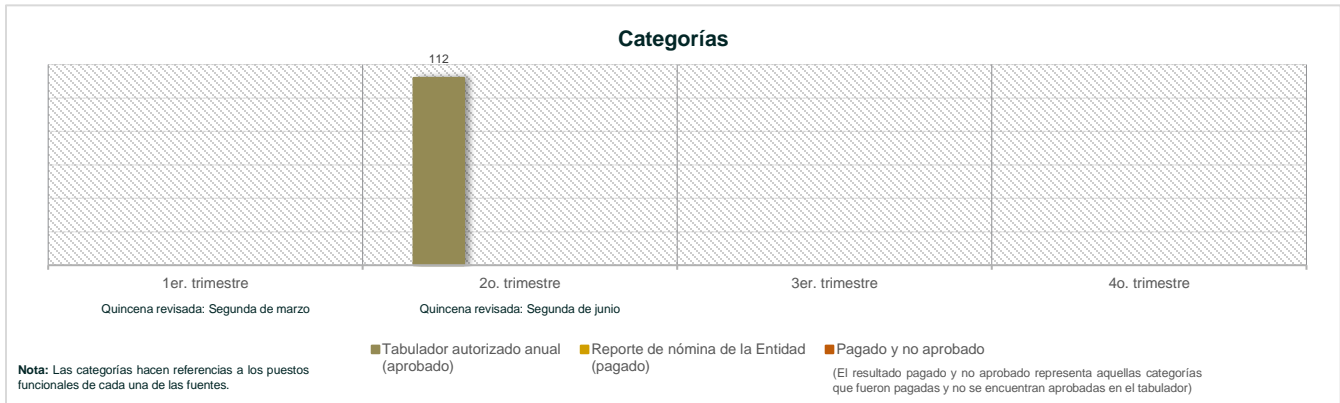 Categorías
112
1er. trimestre
2o. trimestre
3er. trimestre
4o. trimestre
Quincena revisada: Segunda de marzo
Quincena revisada: Segunda de junio
Tabulador autorizado anual
(aprobado)
Reporte de nómina de la Entidad
(pagado)
Pagado y no aprobado
(El resultado pagado y no aprobado representa aquellas categorías
que fueron pagadas y no se encuentran aprobadas en el tabulador)
Nota: Las categorías hacen referencias a los puestos
funcionales de cada una de las fuentes.